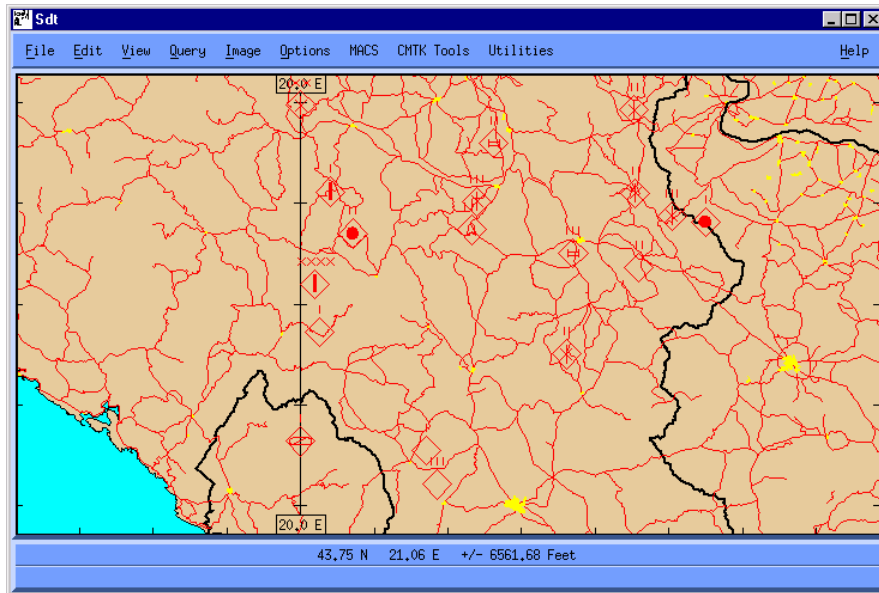 Sdt
File Edit View Query Image Options MACS CMTK Tools Utilities Help
20.0 E
20.0 E
43.75 N 21.06 E +/- 6561.68 Feet